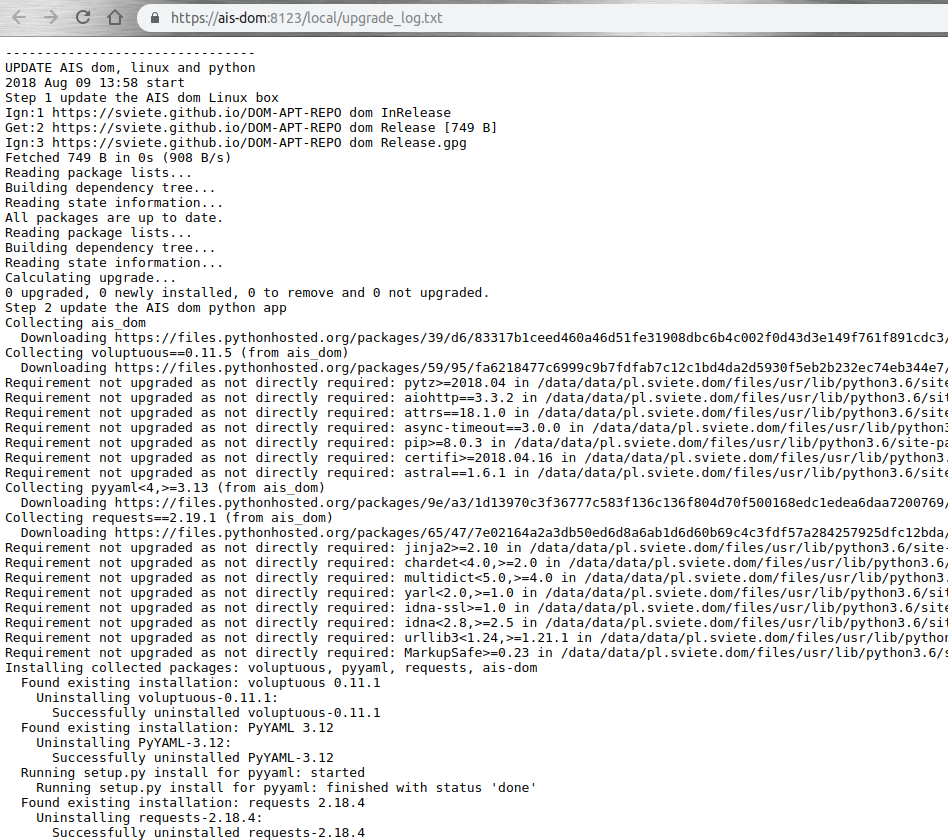 https://ais-dom:8123/local/upgrade_log.txt
--------------------------------
UPDATE AIS dom, linux and python
2018 Aug 09 13:58 start
Step 1 update the AIS dom Linux box
Ign:1 https://sviete.github.io/DOM-APT-REPO dom InRelease
Get:2 https://sviete.github.io/DOM-APT-REPO dom Release [749 B]
Ign:3 https://sviete.github.io/DOM-APT-REPO dom Release.gpg
Fetched 749 B in 0s (908 B/s)
Reading package lists...
Building dependency tree...
Reading state information...
All packages are up to date.
Reading package lists...
Building dependency tree...
Reading state information...
Calculating upgrade...
0 upgraded, 0 newly installed, 0 to remove and 0 not upgraded.
Step 2 update the AIS dom python app
Collecting ais_dom
  Downloading https://files.pythonhosted.org/packages/39/d6/83317b1ceed460a46d51fe31908dbc6b4c002f0d43d3e149f761f891cdc3/
Collecting voluptuous==0.11.5 (from ais_dom)
  Downloading https://files.pythonhosted.org/packages/59/95/fa6218477c6999c9b7fdfab7c12c1bd4da2d5930f5eb2b232ec74eb344e7/
Requirement not upgraded as not directly required: pytz>=2018.04 in /data/data/pl.sviete.dom/files/usr/lib/python3.6/site
Requirement not upgraded as not directly required: aiohttp==3.3.2 in /data/data/pl.sviete.dom/files/usr/lib/python3.6/sit
Requirement not upgraded as not directly required: attrs==18.1.0 in /data/data/pl.sviete.dom/files/usr/lib/python3.6/site
Requirement not upgraded as not directly required: async-timeout==3.0.0 in /data/data/pl.sviete.dom/files/usr/lib/python3
Requirement not upgraded as not directly required: pip>=8.0.3 in /data/data/pl.sviete.dom/files/usr/lib/python3.6/site-pa
Requirement not upgraded as not directly required: certifi>=2018.04.16 in /data/data/pl.sviete.dom/files/usr/lib/python3.
Requirement not upgraded as not directly required: astral==1.6.1 in /data/data/pl.sviete.dom/files/usr/lib/python3.6/site
Collecting pyyaml<4,>=3.13 (from ais_dom)
  Downloading https://files.pythonhosted.org/packages/9e/a3/1d13970c3f36777c583f136c136f804d70f500168edc1edea6daa7200769/
Collecting requests==2.19.1 (from ais_dom)
  Downloading https://files.pythonhosted.org/packages/65/47/7e02164a2a3db50ed6d8a6ab1d6d60b69c4c3fdf57a284257925dfc12bda/
Requirement not upgraded as not directly required: jinja2>=2.10 in /data/data/pl.sviete.dom/files/usr/lib/python3.6/site-
Requirement not upgraded as not directly required: chardet<4.0,>=2.0 in /data/data/pl.sviete.dom/files/usr/lib/python3.6/
Requirement not upgraded as not directly required: multidict<5.0,>=4.0 in /data/data/pl.sviete.dom/files/usr/lib/python3.
Requirement not upgraded as not directly required: yarl<2.0,>=1.0 in /data/data/pl.sviete.dom/files/usr/lib/python3.6/sit
Requirement not upgraded as not directly required: idna-ssl>=1.0 in /data/data/pl.sviete.dom/files/usr/lib/python3.6/site
Requirement not upgraded as not directly required: idna<2.8,>=2.5 in /data/data/pl.sviete.dom/files/usr/lib/python3.6/sit
Requirement not upgraded as not directly required: urllib3<1.24,>=1.21.1 in /data/data/pl.sviete.dom/files/usr/lib/python
Requirement not upgraded as not directly required: MarkupSafe>=0.23 in /data/data/pl.sviete.dom/files/usr/lib/python3.6/s
Installing collected packages: voluptuous, pyyaml, requests, ais-dom
  Found existing installation: voluptuous 0.11.1
    Uninstalling voluptuous-0.11.1:
      Successfully uninstalled voluptuous-0.11.1
  Found existing installation: PyYAML 3.12
    Uninstalling PyYAML-3.12:
      Successfully uninstalled PyYAML-3.12
  Running setup.py install for pyyaml: started
    Running setup.py install for pyyaml: finished with status 'done'
  Found existing installation: requests 2.18.4
    Uninstalling requests-2.18.4:
      Successfully uninstalled requests-2.18.4